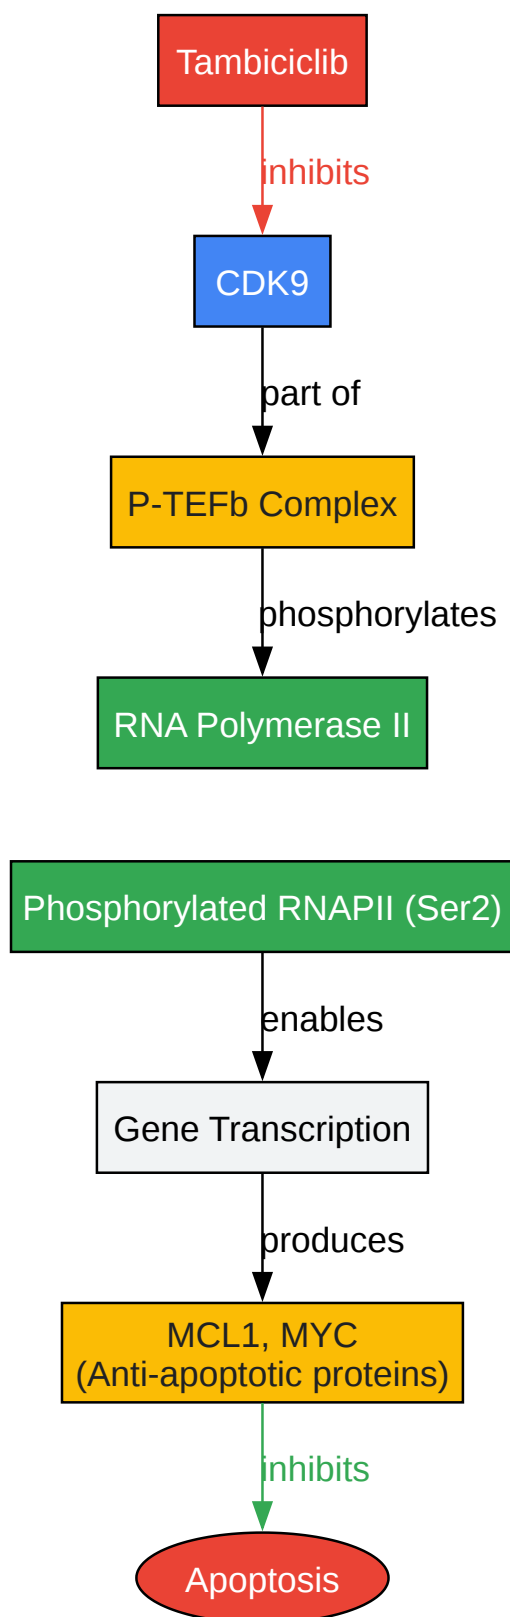 Tambiciclib
inhibits
CDK9
part of
P-TEFb Complex
phosphorylates
RNA Polymerase II
Phosphorylated RNAPII (Ser2)
enables
Gene Transcription
produces
MCL1, MYC
(Anti-apoptotic proteins)
inhibits
Apoptosis